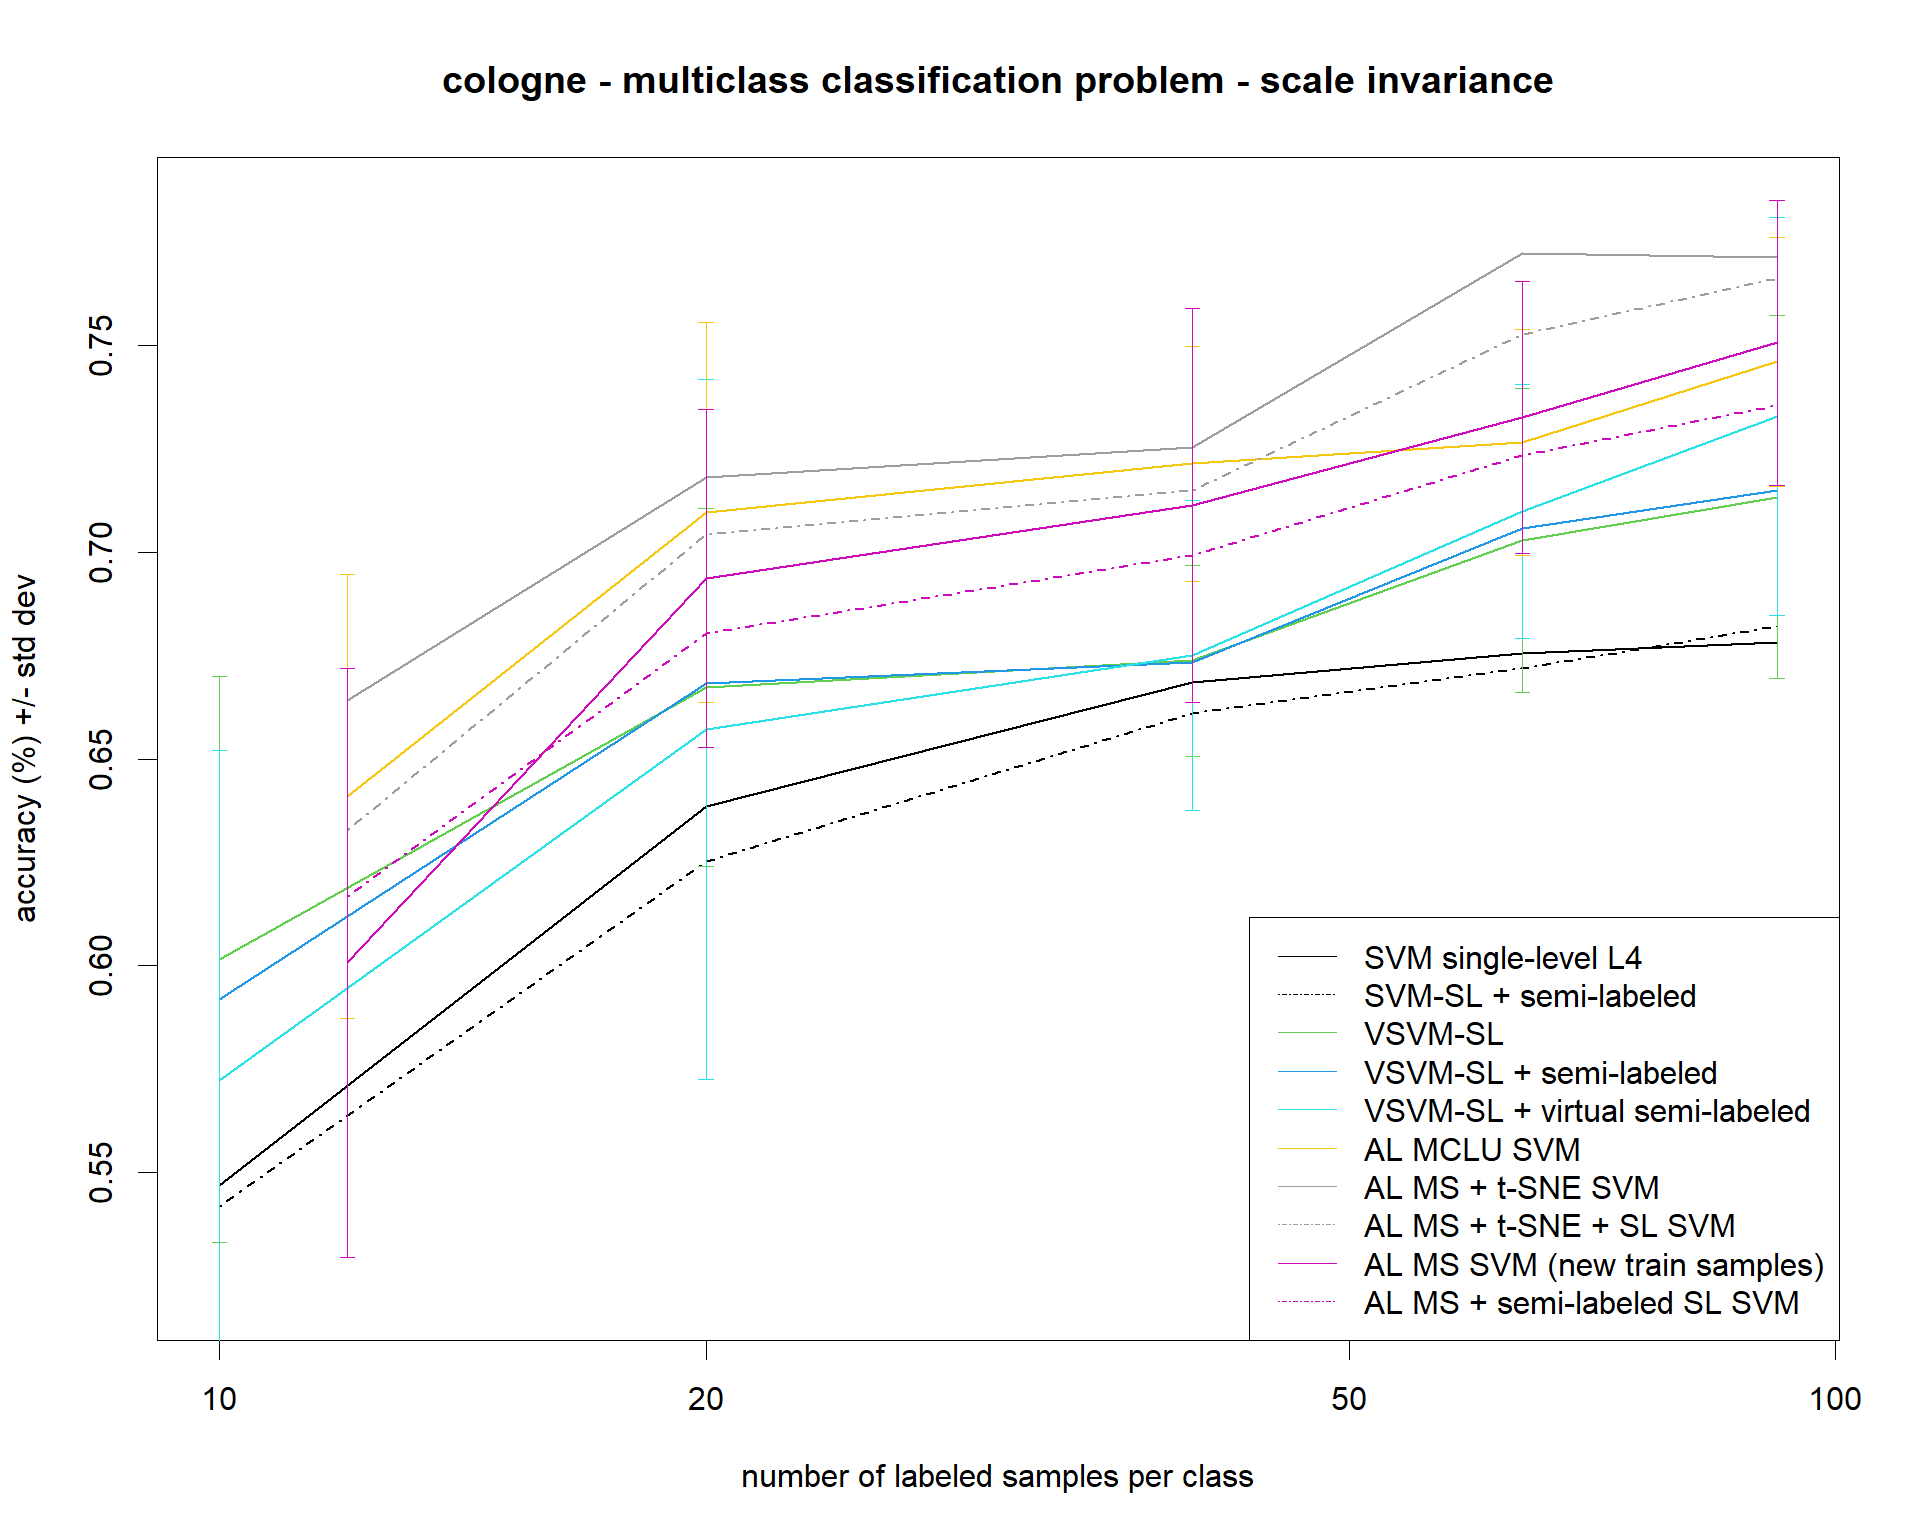 cologne - multiclass classification problem - scale invariance
accuracy (%) +/- std dev
0.75
0.70
0.65
0.60
0.55
SVM single-level L4
SVM-SL + semi-labeled
VSVM-SL
VSVM-SL + semi-labeled
VSVM-SL + virtual semi-labeled
AL MCLU SVM
AL MS + t-SNE SVM
AL MS + t-SNE + SL SVM
AL MS SVM (new train samples)
AL MS + semi-labeled SL SVM
10
20
50
100
number of labeled samples per class